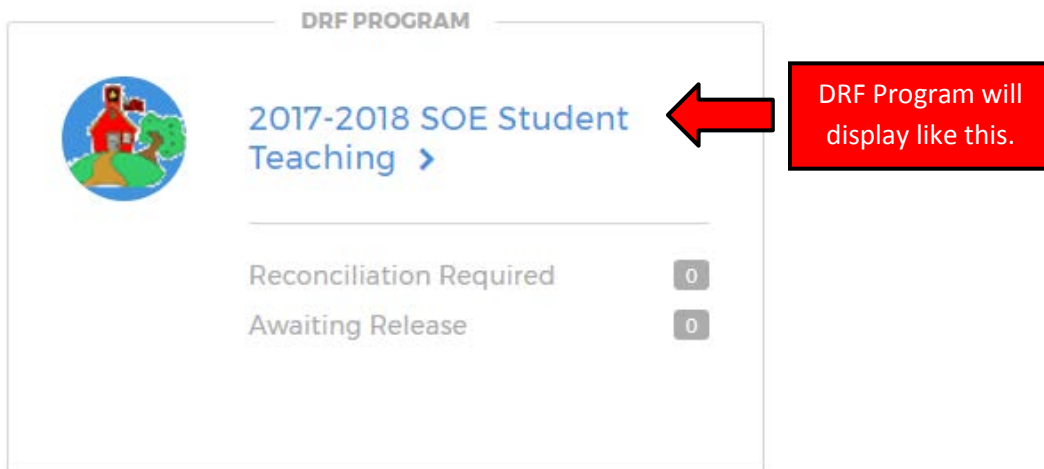 DRF PROGRAM
2017-2018 SOE Student
Teaching >
DRF Program will
display like this.
Reconciliation Required 0
Awaiting Release 0